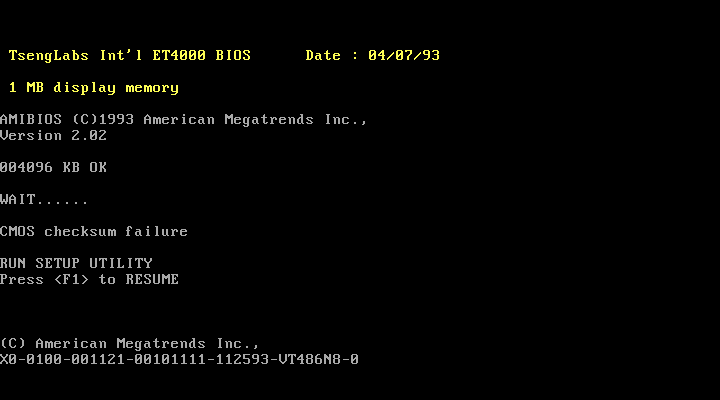 TsengLabs Int'l ET4000 BIOS      Date : 04/07/93
1 MB display memory
AMIBIOS (C)1993 American Megatrends Inc.,
Version 2.02
004096 KB OK
WAIT......
CMOS checksum failure
RUN SETUP UTILITY
Press <F1> to RESUME
(C) American Megatrends Inc.,
X0-0100-001121-00101111-112593-VT486N8-0